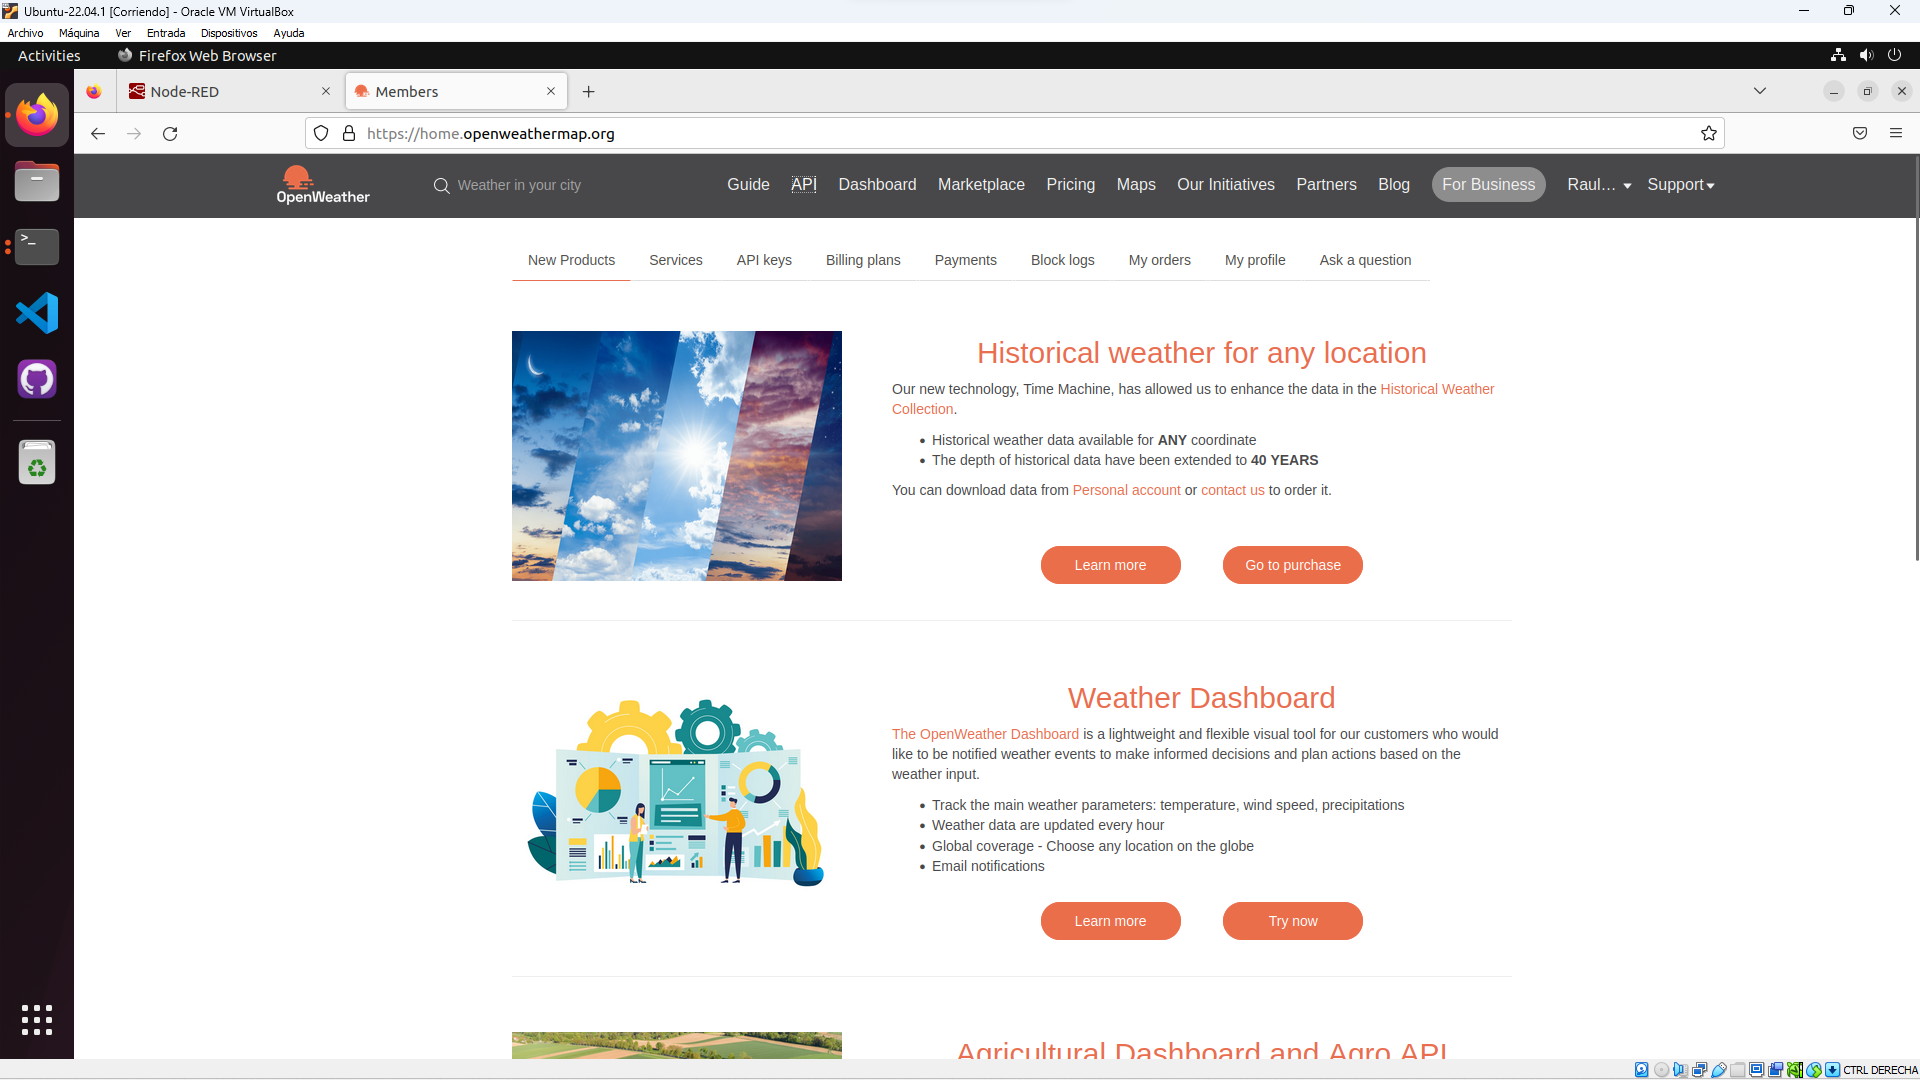 Ubuntu-22.04.1 [Corriendo] - Oracle VM VirtualBox
Archivo Máquina Ver Entrada Dispositivos Ayuda
Activities Firefox Web Browser
Node-RED Members
https://home.openweathermap.org
OpenWeather Weather in your city Guide API Dashboard Marketplace Pricing Maps Our Initiatives Partners Blog For Business Raul... Support
New Products Services API keys Billing plans Payments Block logs My orders My profile Ask a question
Historical weather for any location
Our new technology, Time Machine, has allowed us to enhance the data in the Historical Weather
Collection.
• Historical weather data available for ANY coordinate
• The depth of historical data have been extended to 40 YEARS
You can download data from Personal account or contact us to order it.
Learn more Go to purchase
Weather Dashboard
The OpenWeather Dashboard is a lightweight and flexible visual tool for our customers who would
like to be notified weather events to make informed decisions and plan actions based on the
weather input.
• Track the main weather parameters: temperature, wind speed, precipitations
• Weather data are updated every hour
• Global coverage - Choose any location on the globe
• Email notifications
Learn more Try now
Agricultural Dashboard and Agro API
CTRL DERECHA